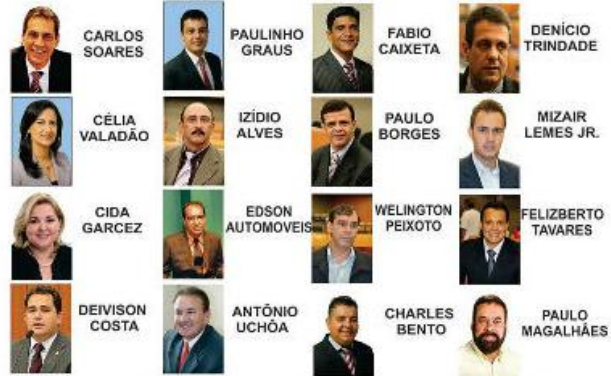 CARLOS
SOARES
PAULINHO
GRAUS
FABIO
CAIXETA
DENÍCIO
TRINDADE
CÉLIA
VALADÃO
IZÍDIO
ALVES
PAULO
BORGES
MIZAIR
LEMES JR.
CIDA
GARCEZ
EDSON
AUTOMOVEIS
WELINGTON
PEIXOTO
FELIZBERTO
TAVARES
DEIVISON
COSTA
ANTÔNIO
UCHÔA
CHARLES
BENTO
PAULO
MAGALHÂES